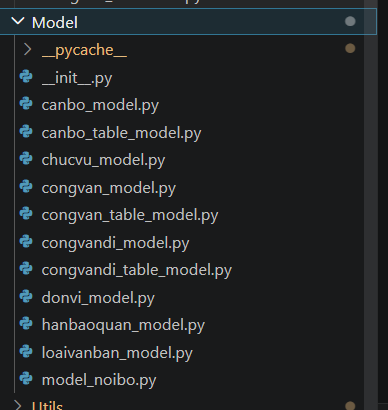 Model
__pycache__
__init__.py
canbo_model.py
canbo_table_model.py
chucvu_model.py
congvan_model.py
congvan_table_model.py
congvandi_model.py
congvandi_table_model.py
donvi_model.py
hanbaoquan_model.py
loaivanban_model.py
model_noibo.py
Utils